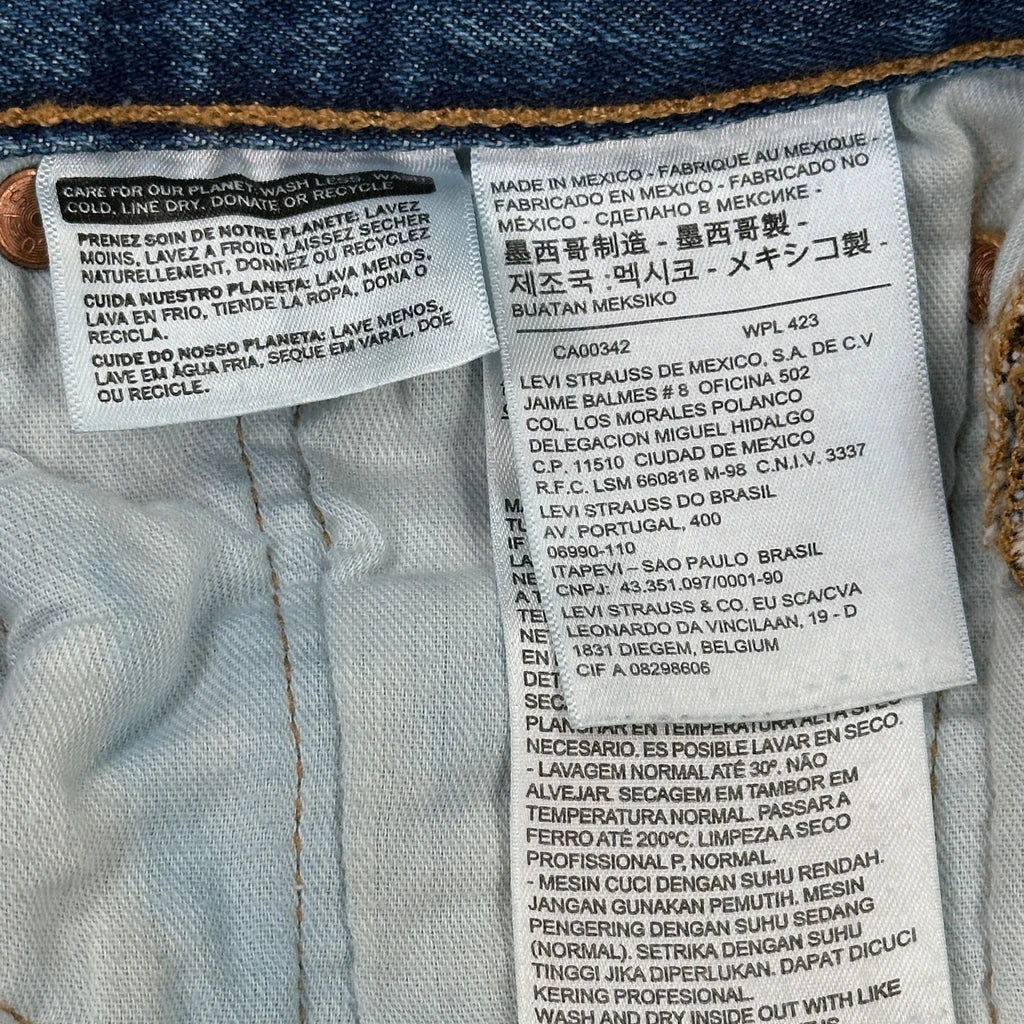 CARE FOR OUR PLANET: WASH LESS, WASH
COLD, LINE DRY, DONATE OR RECYCLE
PRENEZ SOIN DE NOTRE PLANETE: LAVEZ
MOINS, LAVEZ A FROID, LAISSEZ SECHER
NATURELLEMENT, DONNEZ OU RECYCLEZ
CUIDA NUESTRO PLANETA: LAVA MENOS,
LAVA EN FRIO, TIENDE LA ROPA, DONA O
RECICLA.
CUIDE DO NOSSO PLANETA: LAVE MENOS,
LAVE EM ÁGUA FRIA, SEQUE EM VARAL, DOE
OU RECICLE.
MADE IN MEXICO - FABRIQUE AU MEXIQUE -
FABRICADO EN MEXICO - FABRICADO NO
MÉXICO - СДЕЛАНО В МЕКСИКЕ -
墨西哥制造 - 墨西哥製 -
제조국 :멕시코 - メキシコ製 -
BUATAN MEKSIKO
CA00342 WPL 423
LEVI STRAUSS DE MEXICO, S.A. DE C.V
JAIME BALMES # 8 OFICINA 502
COL. LOS MORALES POLANCO
DELEGACION MIGUEL HIDALGO
C.P. 11510 CIUDAD DE MEXICO
R.F.C. LSM 660818 M-98 C.N.I.V. 3337
LEVI STRAUSS DO BRASIL
AV. PORTUGAL, 400
06990-110
ITAPEVI – SAO PAULO BRASIL
CNPJ: 43.351.097/0001-90
LEVI STRAUSS & CO. EU SCA/CVA
LEONARDO DA VINCILAAN, 19 - D
1831 DIEGEM, BELGIUM
CIF A 08298606
PLANCHAR EN TEMPERATURA ALTA SI ES
NECESARIO. ES POSIBLE LAVAR EN SECO.
- LAVAGEM NORMAL ATÉ 30º. NÃO
ALVEJAR. SECAGEM EM TAMBOR EM
TEMPERATURA NORMAL. PASSAR A
FERRO ATÉ 200ºC. LIMPEZA A SECO
PROFISSIONAL P, NORMAL.
- MESIN CUCI DENGAN SUHU RENDAH.
JANGAN GUNAKAN PEMUTIH. MESIN
PENGERING DENGAN SUHU SEDANG
(NORMAL). SETRIKA DENGAN SUHU
TINGGI JIKA DIPERLUKAN. DAPAT DICUCI
KERING PROFESIONAL.
WASH AND DRY INSIDE OUT WITH LIKE